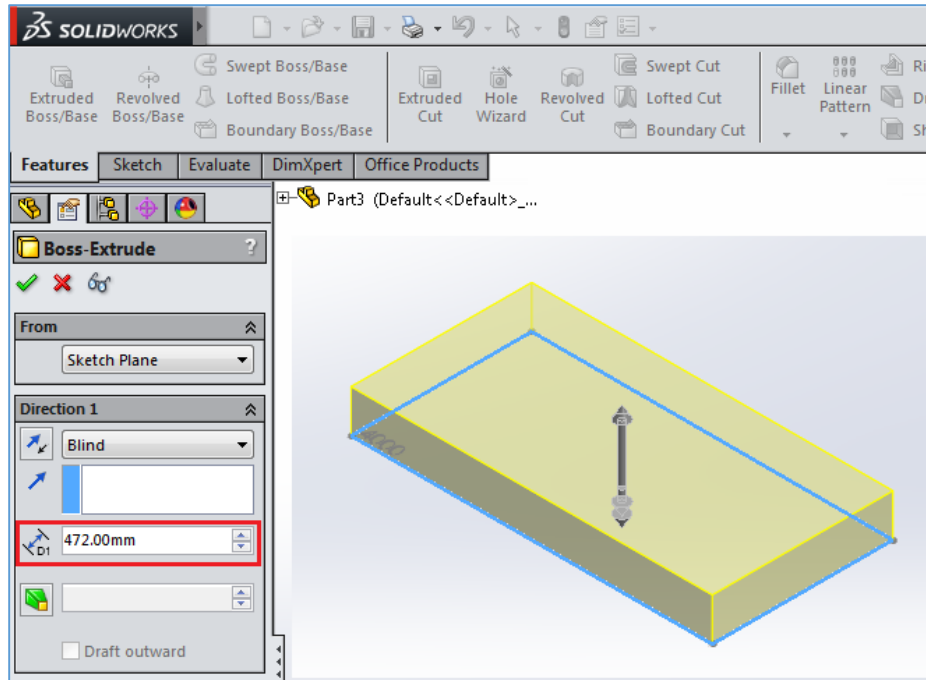 SOLIDWORKS
Extruded Boss/Base
Revolved Boss/Base
Swept Boss/Base
Lofted Boss/Base
Boundary Boss/Base
Extruded Cut
Hole Wizard
Revolved Cut
Swept Cut
Lofted Cut
Boundary Cut
Fillet
Linear Pattern
Features Sketch Evaluate DimXpert Office Products
Part3 (Default<<Default>_...
Boss-Extrude ?
From
Sketch Plane
Direction 1
Blind
D1 472.00mm
Draft outward